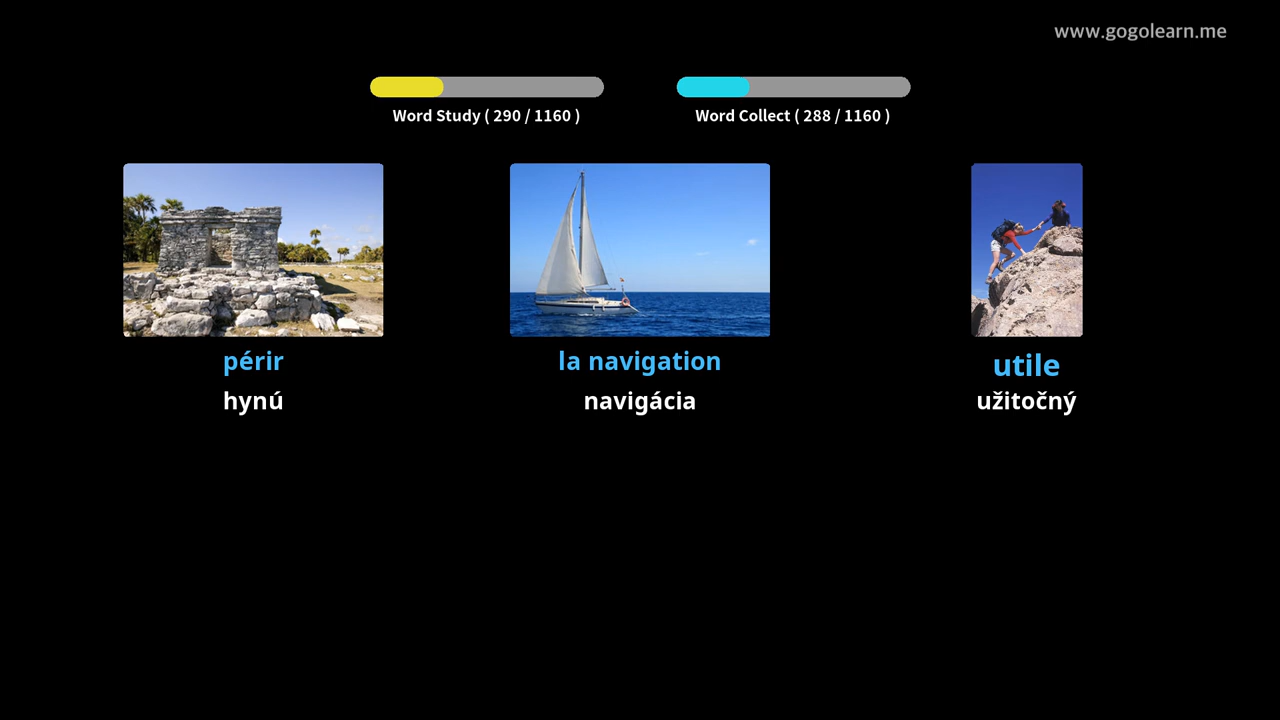 www.gogolearn.me
Word Study ( 290 / 1160 )
Word Collect ( 288 / 1160 )
périr
hynú
la navigation
navigácia
utile
užitočný